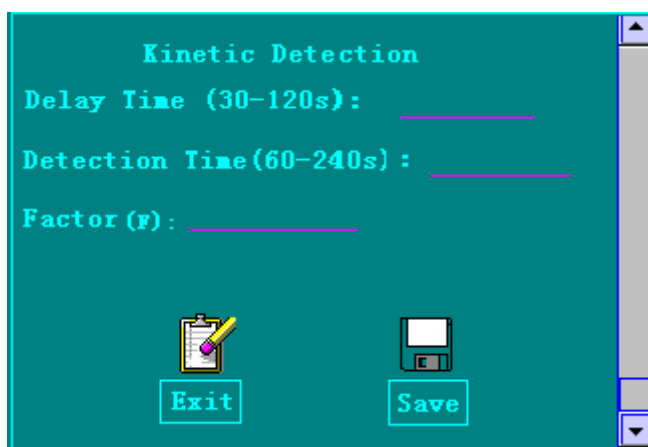 Kinetic Detection
Delay Time (30-120s):
Detection Time(60-240s):
Factor(F):
Exit
Save